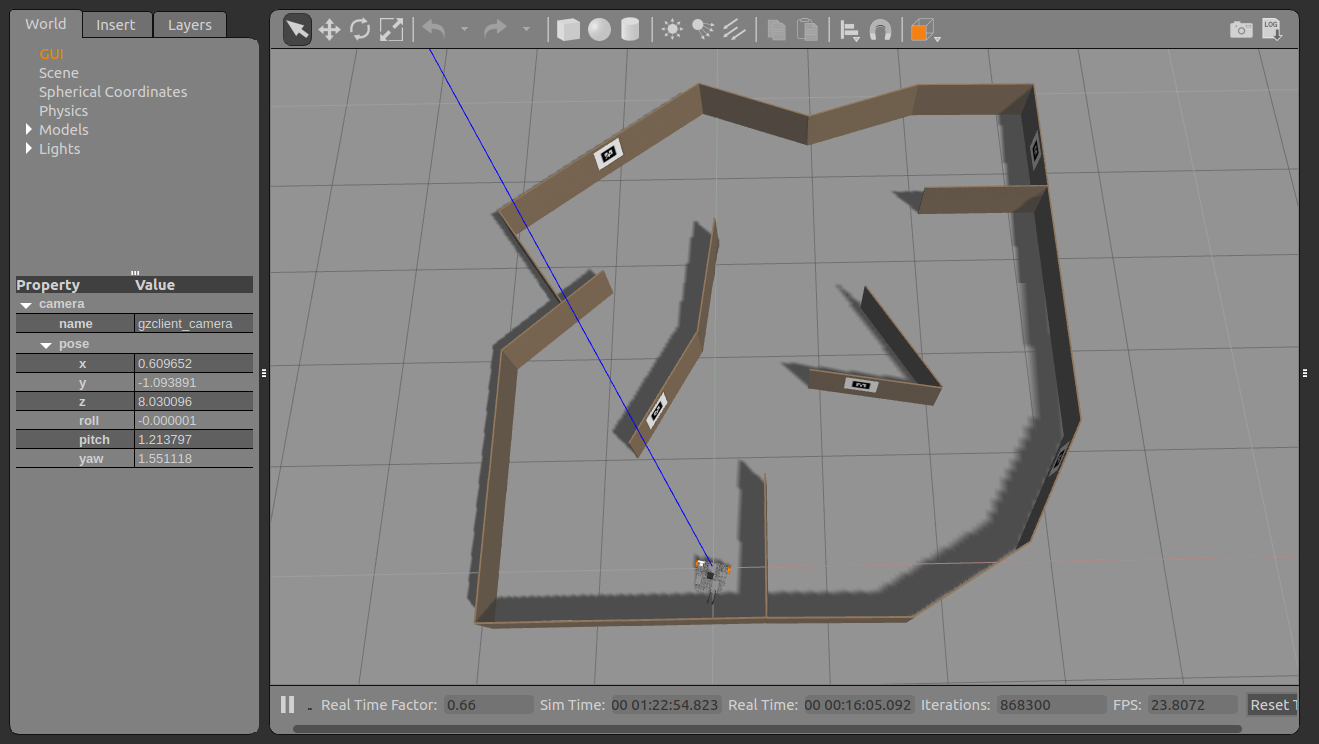 World Insert Layers
GUI
Scene
Spherical Coordinates
Physics
Models
Lights
Property Value
camera
name gzclient_camera
pose
x 0.609652
y -1.093891
z 8.030096
roll -0.000001
pitch 1.213797
yaw 1.551118
LOG
Real Time Factor: 0.66 Sim Time: 00 01:22:54.823 Real Time: 00 00:16:05.092 Iterations: 868300 FPS: 23.8072 Reset T